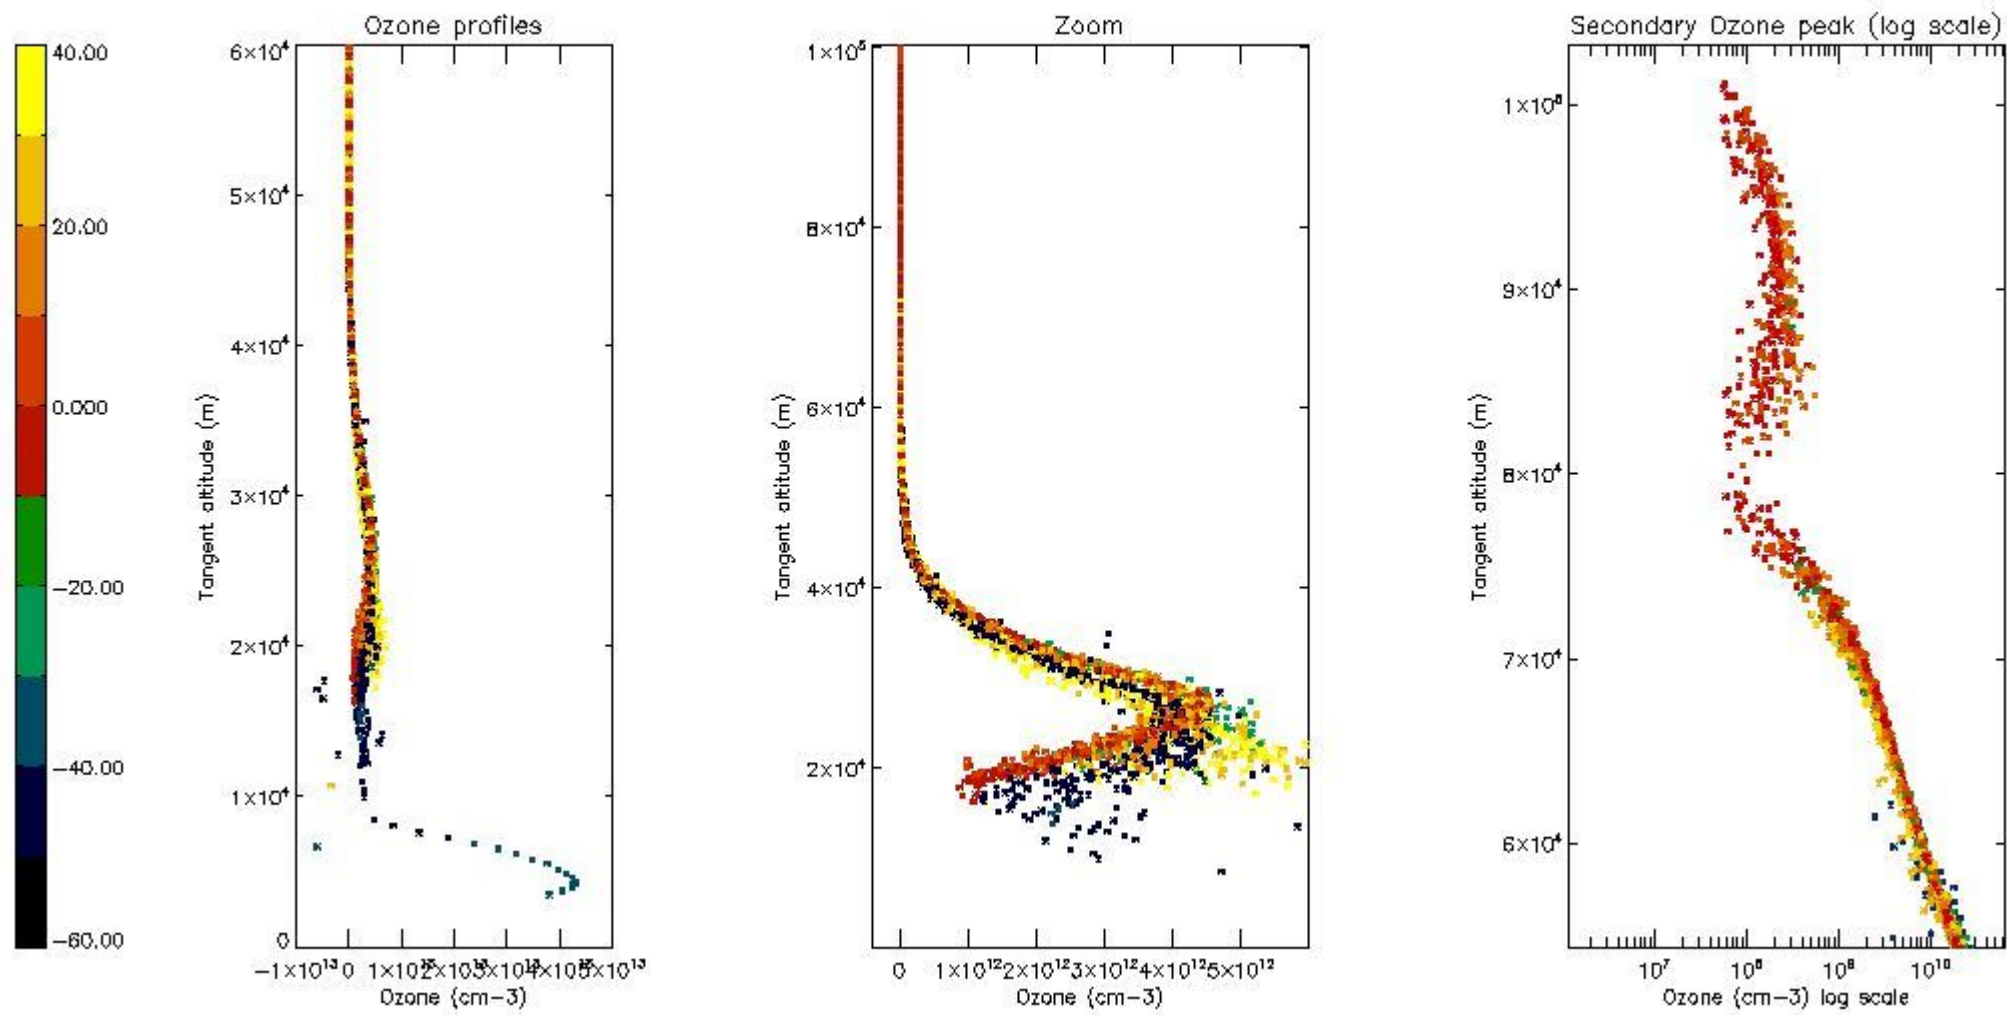 Ozone profiles
Zoom
Secondary Ozone peak (log scale)
40.00
20.00
0.000
-20.00
-40.00
-60.00
6×10⁴
5×10⁴
4×10⁴
3×10⁴
2×10⁴
1×10⁴
0
Tangent altitude (m)
-1×10¹³ 0
5×10¹³
Ozone (cm-3)
1×10⁵
8×10⁴
6×10⁴
4×10⁴
2×10⁴
Tangent altitude (m)
0 1×10¹² 2×10¹² 3×10¹² 4×10¹² 5×10¹²
Ozone (cm-3)
9×10⁴
8×10⁴
7×10⁴
6×10⁴
Tangent altitude (m)
10⁷ 10⁹ 10¹⁰
Ozone (cm-3) log scale